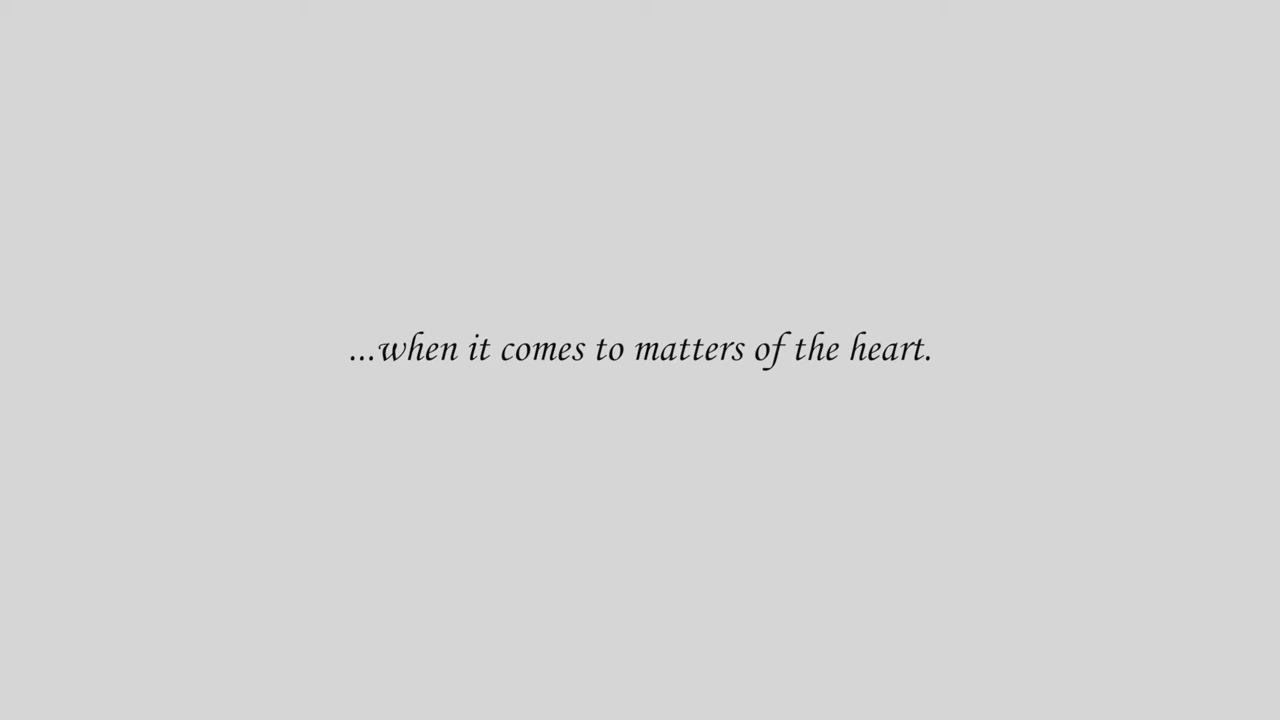 ...when it comes to matters of the heart.